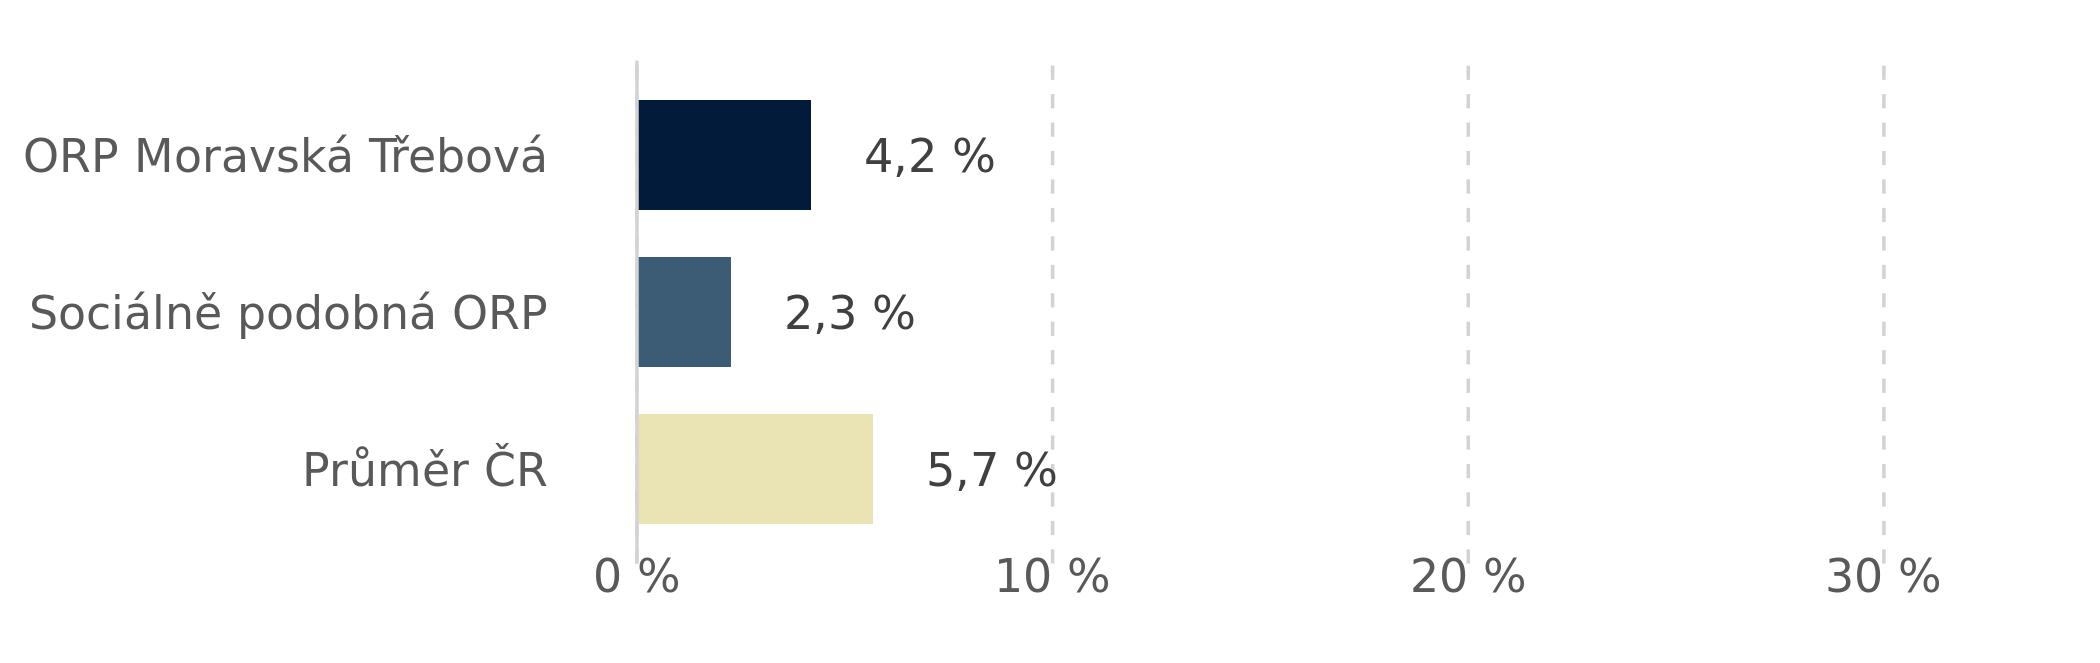 ORP Moravská Třebová 4,2 %
Sociálně podobná ORP 2,3 %
Průměr ČR 5,7 %
0 % 10 % 20 % 30 %